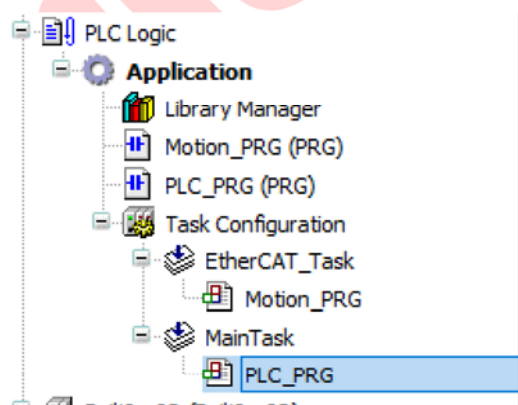 PLC Logic
Application
Library Manager
Motion_PRG (PRG)
PLC_PRG (PRG)
Task Configuration
EtherCAT_Task
Motion_PRG
MainTask
PLC_PRG